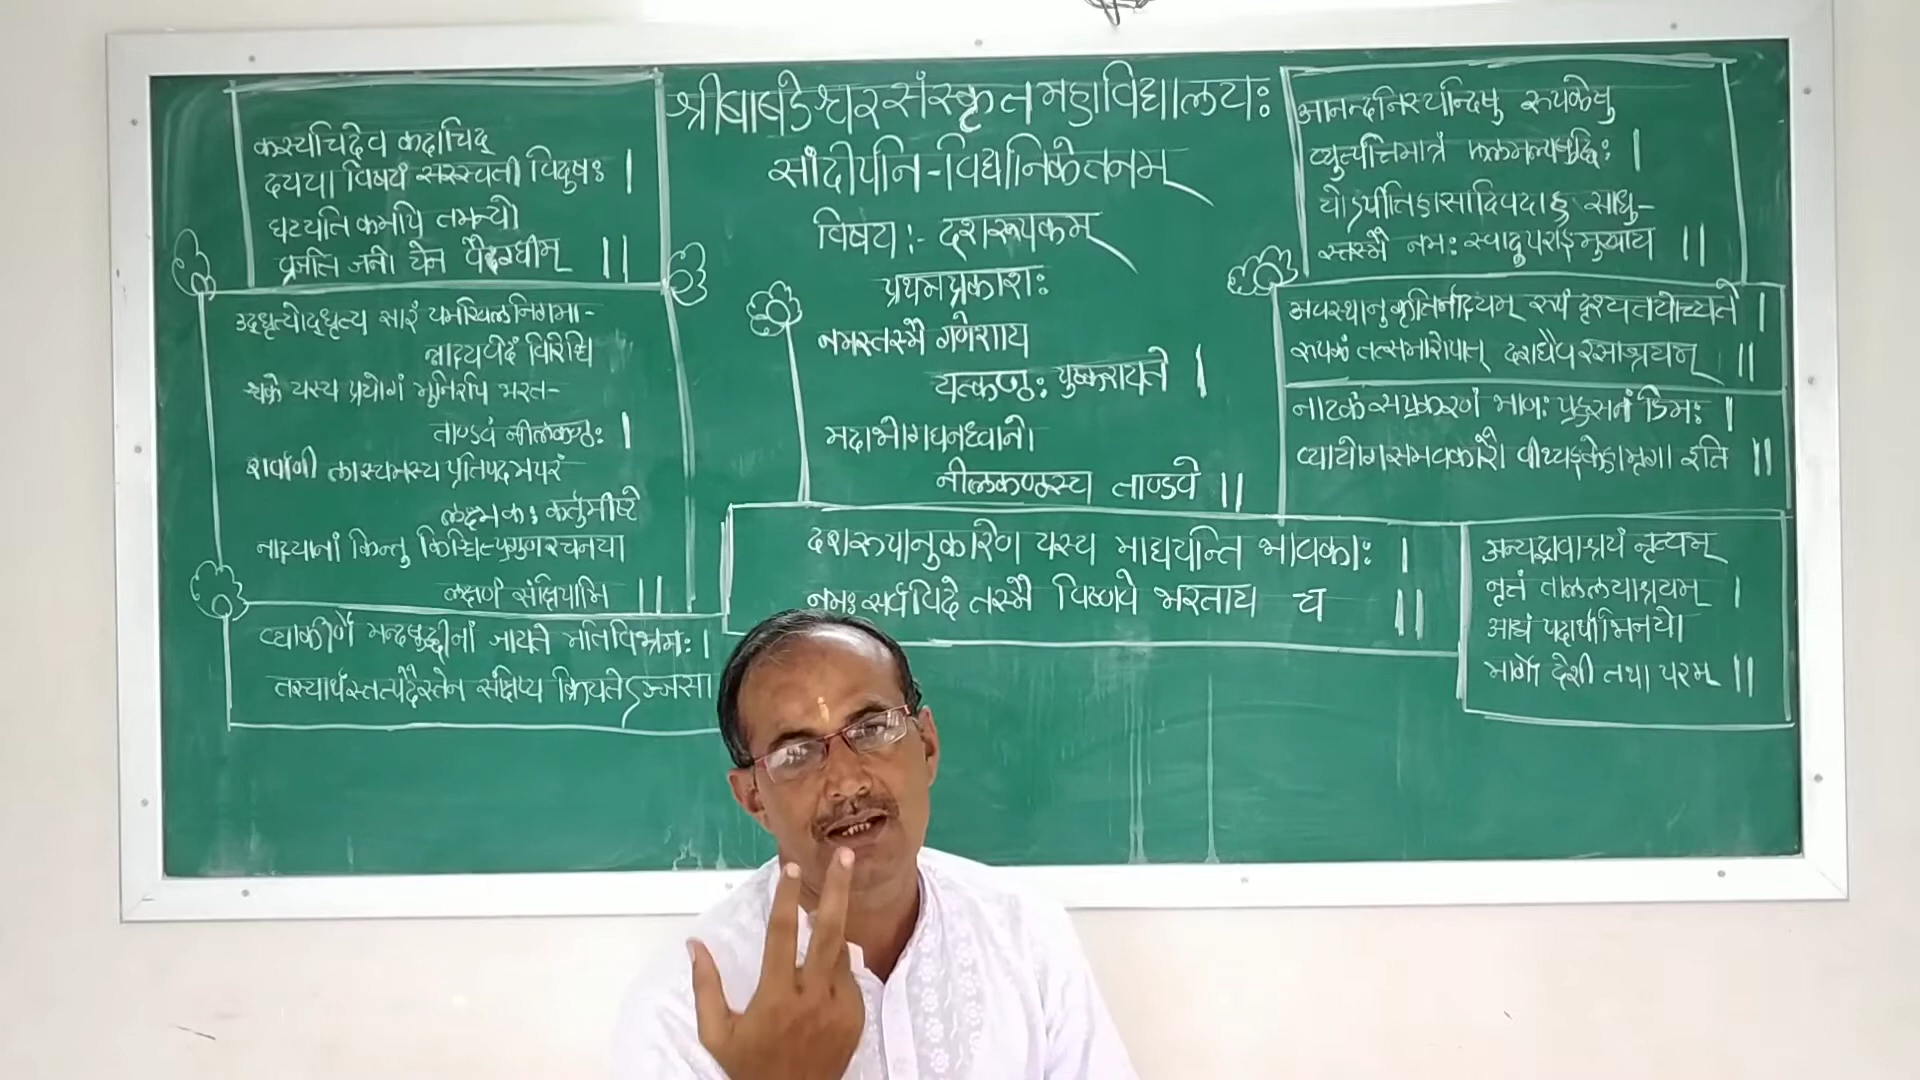 श्रीबाबडेश्वरसंस्कृतमहाविद्यालयः
सांदीपनि-विद्यानिकेतनम्
विषयः- दशरूपकम्
प्रथमप्रकाशः
नमस्तस्मै गणेशाय
यत्कण्ठः पुष्करायते ।
मदाभोगघनध्वानो
नीलकण्ठस्य ताण्डवे ॥
दशरूपानुकारेण यस्य माद्यन्ति भावकाः ।
नमः सर्वविदे तस्मै विष्णवे भरताय च ॥
कस्यचिदेव कदाचिद्
दयया विषयं सरस्वती विदुषः ।
घटयति कमपि तमन्यो
व्रजति जनो येन वैदग्धीम् ॥
उद्धृत्योद्धृत्य सारं यमखिलनिगमा-
न्नाट्यवेदं विरिञ्चि
श्चक्रे यस्य प्रयोगं मुनिरपि भरत-
ताण्डवं नीलकण्ठः ।
शर्वाणी लास्यमस्य प्रतिपदमपरं
लक्ष्मकः कर्तुमीष्टे
नाट्यानां किन्तु किञ्चित्प्रगुणरचनया
लक्षणं संक्षिपामि ॥
व्याकीर्णे मन्दबुद्धीनां जायते मतिविभ्रमः ।
तस्यार्थस्तत्पदैस्तेन संक्षिप्य क्रियतेऽञ्जसा
आनन्दनिस्यन्दिषु रूपकेषु
व्युत्पत्तिमात्रं फलमल्पबुद्धिः ।
योऽपीतिहासादिवदाह साधु-
स्तस्मै नमः स्वादुपराङ्मुखाय ॥
अवस्थानुकृतिर्नाट्यम् रूपं दृश्यतयोच्यते ।
रूपकं तत्समारोपात् दशधैव रसाश्रयम् ॥
नाटकं सप्रकरणं भाणः प्रहसनं डिमः ।
व्यायोगसमवकारौ वीथ्यङ्केहामृगा इति ॥
अन्यद्भावाश्रयं नृत्यम्
नृत्तं ताललयाश्रयम् ।
आद्यं पदार्थाभिनयो
मार्गो देशी तथा परम् ॥